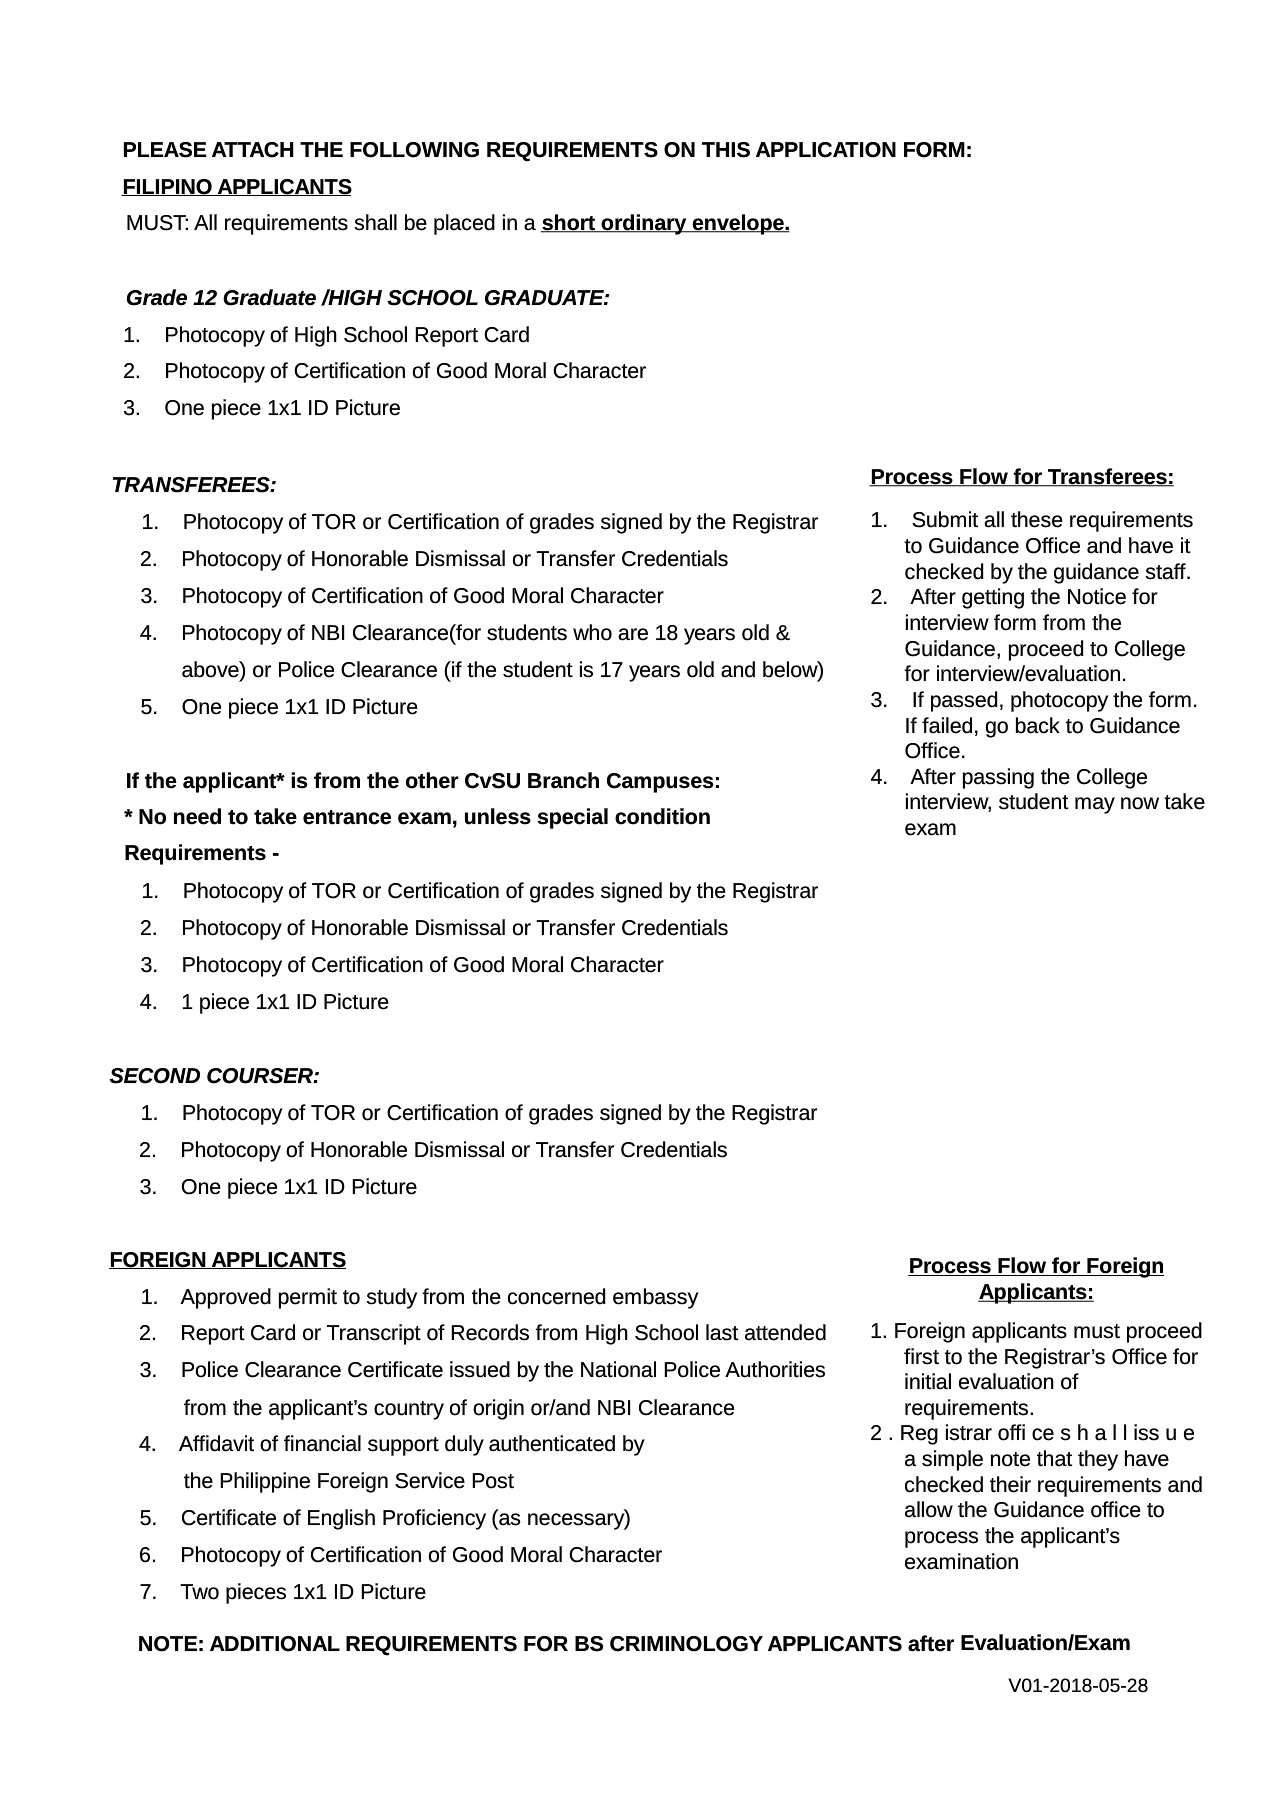 PLEASE ATTACH THE FOLLOWING REQUIREMENTS ON THIS APPLICATION FORM:
FILIPINO APPLICANTS
MUST: All requirements shall be placed in a short ordinary envelope.
Grade 12 Graduate /HIGH SCHOOL GRADUATE:
1. Photocopy of High School Report Card
2. Photocopy of Certification of Good Moral Character
3. One piece 1x1 ID Picture
TRANSFEREES:
1. Photocopy of TOR or Certification of grades signed by the Registrar
2. Photocopy of Honorable Dismissal or Transfer Credentials
3. Photocopy of Certification of Good Moral Character
4. Photocopy of NBI Clearance(for students who are 18 years old &
above) or Police Clearance (if the student is 17 years old and below)
5. One piece 1x1 ID Picture
Process Flow for Transferees:
1. Submit all these requirements
to Guidance Office and have it
checked by the guidance staff.
2. After getting the Notice for
interview form from the
Guidance, proceed to College
for interview/evaluation.
3. If passed, photocopy the form.
If failed, go back to Guidance
Office.
4. After passing the College
interview, student may now take
exam
If the applicant* is from the other CvSU Branch Campuses:
* No need to take entrance exam, unless special condition
Requirements -
1. Photocopy of TOR or Certification of grades signed by the Registrar
2. Photocopy of Honorable Dismissal or Transfer Credentials
3. Photocopy of Certification of Good Moral Character
4. 1 piece 1x1 ID Picture
SECOND COURSER:
1. Photocopy of TOR or Certification of grades signed by the Registrar
2. Photocopy of Honorable Dismissal or Transfer Credentials
3. One piece 1x1 ID Picture
FOREIGN APPLICANTS
1. Approved permit to study from the concerned embassy
2. Report Card or Transcript of Records from High School last attended
3. Police Clearance Certificate issued by the National Police Authorities
from the applicant’s country of origin or/and NBI Clearance
4. Affidavit of financial support duly authenticated by
the Philippine Foreign Service Post
5. Certificate of English Proficiency (as necessary)
6. Photocopy of Certification of Good Moral Character
7. Two pieces 1x1 ID Picture
Process Flow for Foreign
Applicants:
1. Foreign applicants must proceed
first to the Registrar’s Office for
initial evaluation of
requirements.
2 . Reg istrar offi ce s h a l l iss u e
a simple note that they have
checked their requirements and
allow the Guidance office to
process the applicant’s
examination
NOTE: ADDITIONAL REQUIREMENTS FOR BS CRIMINOLOGY APPLICANTS after Evaluation/Exam
V01-2018-05-28